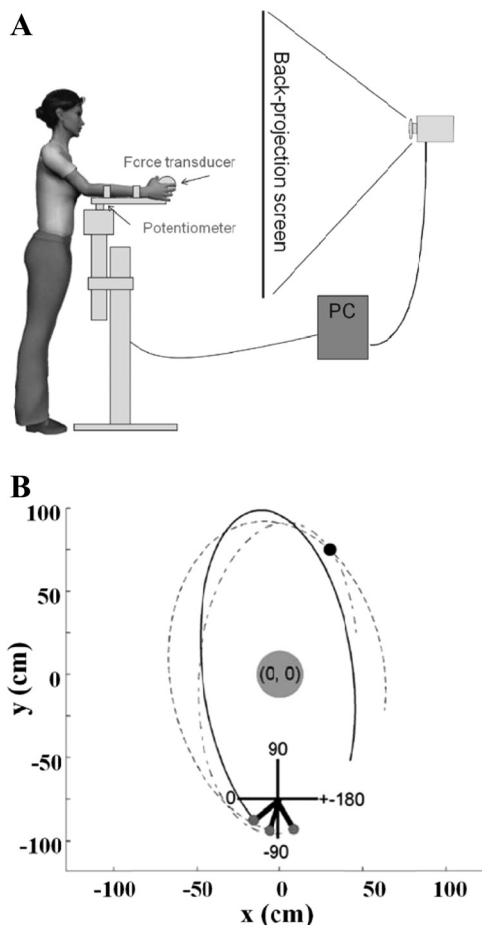 A
Force transducer
Potentiometer
Back-projection screen
PC
B
100
50
0
-50
-100
y (cm)
(0, 0)
90
0
+-180
-90
-100
-50
0
50
100
x (cm)